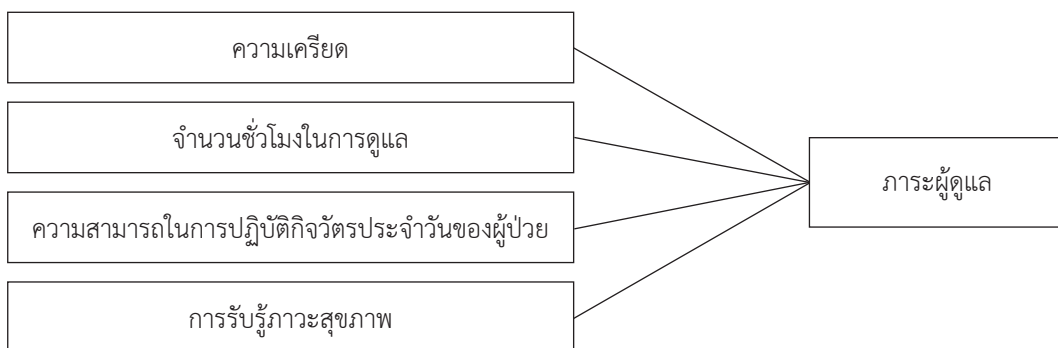 ความเครียด
จำนวนชั่วโมงในการดูแล
ความสามารถในการปฏิบัติกิจวัตรประจำวันของผู้ป่วย
การรับรู้ภาวะสุขภาพ
ภาระผู้ดูแล